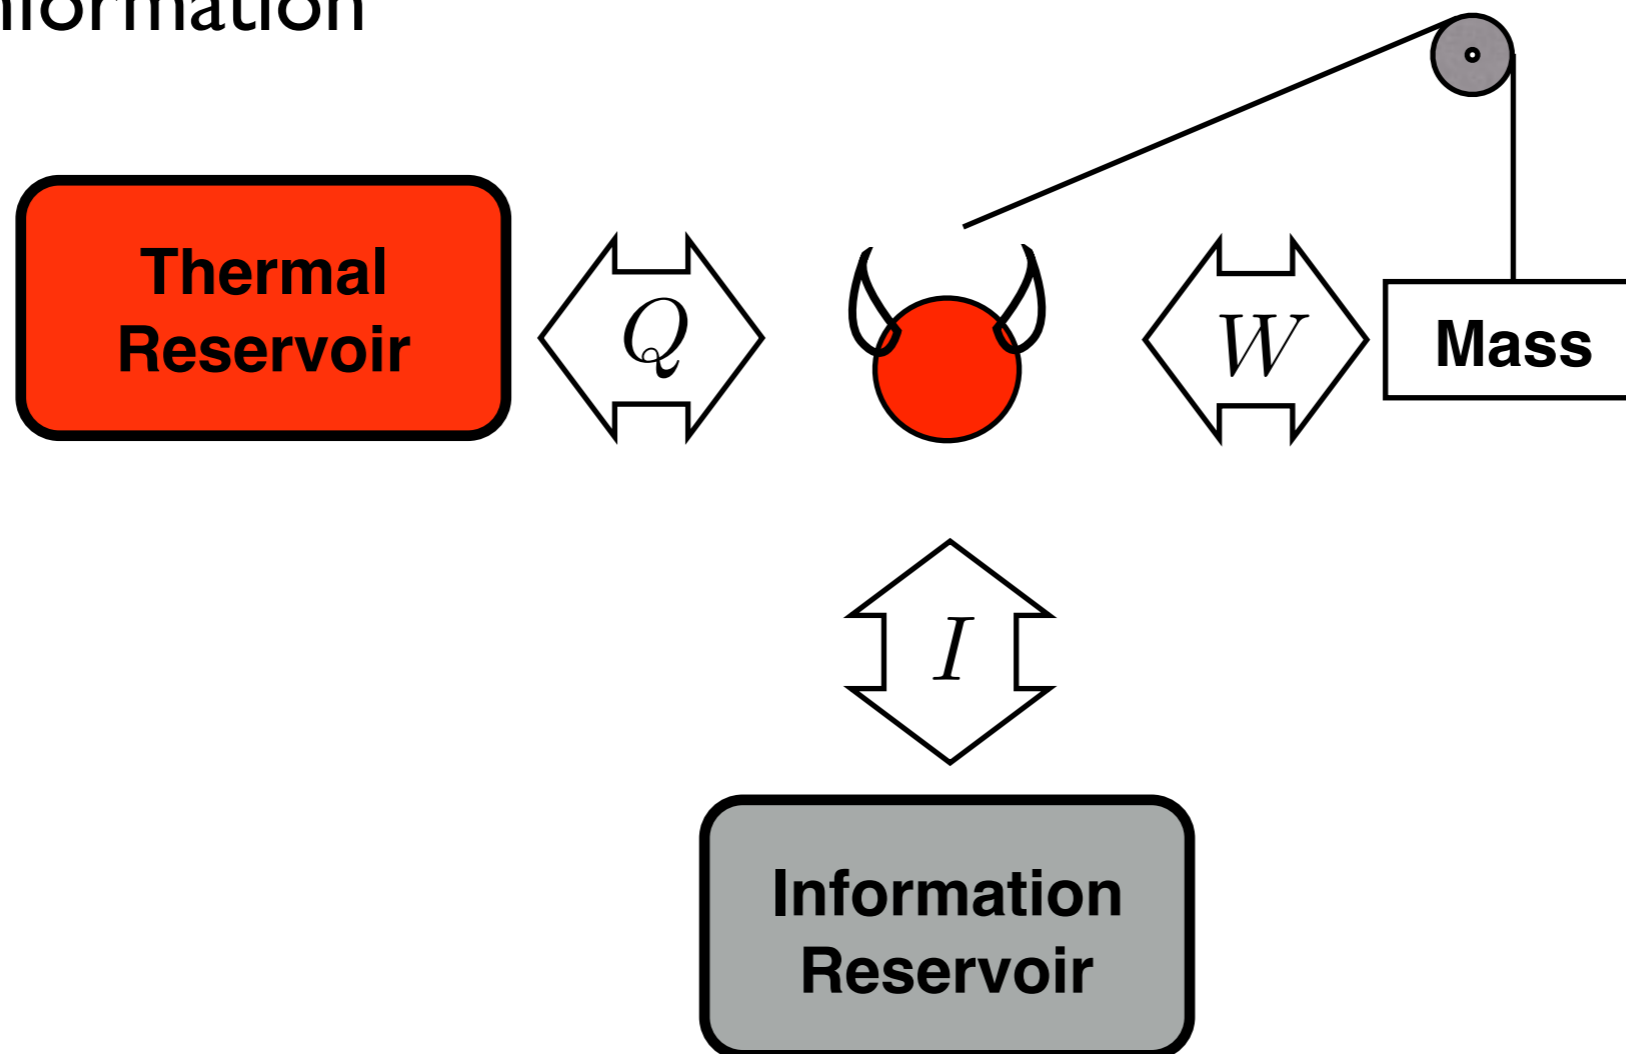 Thermal
Reservoir
Q
W
Mass
I
Information
Reservoir